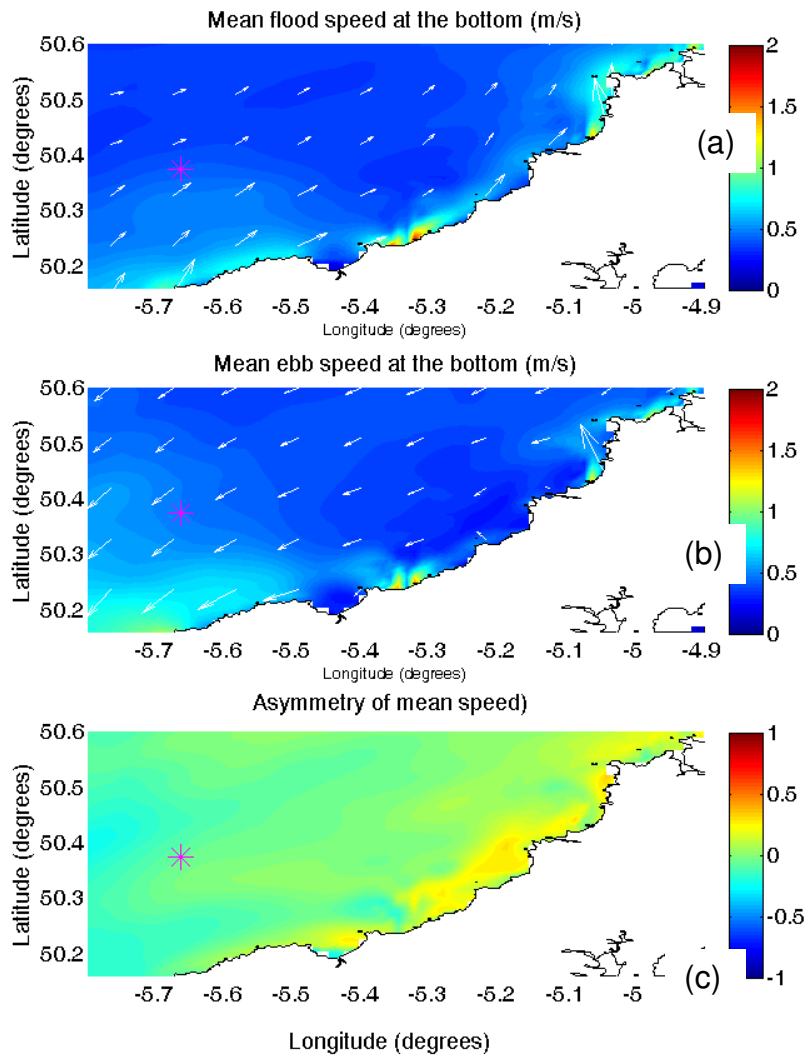 Mean flood speed at the bottom (m/s)
50.6
50.5
50.4
50.3
50.2
Latitude (degrees)
-5.7 -5.6 -5.5 -5.4 -5.3 -5.2 -5.1 -5 -4.9
Longitude (degrees)
(a)
2
1.5
1
0.5
0
Mean ebb speed at the bottom (m/s)
50.6
50.5
50.4
50.3
50.2
Latitude (degrees)
-5.7 -5.6 -5.5 -5.4 -5.3 -5.2 -5.1 -5 -4.9
Longitude (degrees)
(b)
2
1.5
1
0.5
0
Asymmetry of mean speed)
50.6
50.5
50.4
50.3
50.2
Latitude (degrees)
-5.7 -5.6 -5.5 -5.4 -5.3 -5.2 -5.1 -5 -4.9
Longitude (degrees)
(c)
1
0.5
0
-0.5
-1